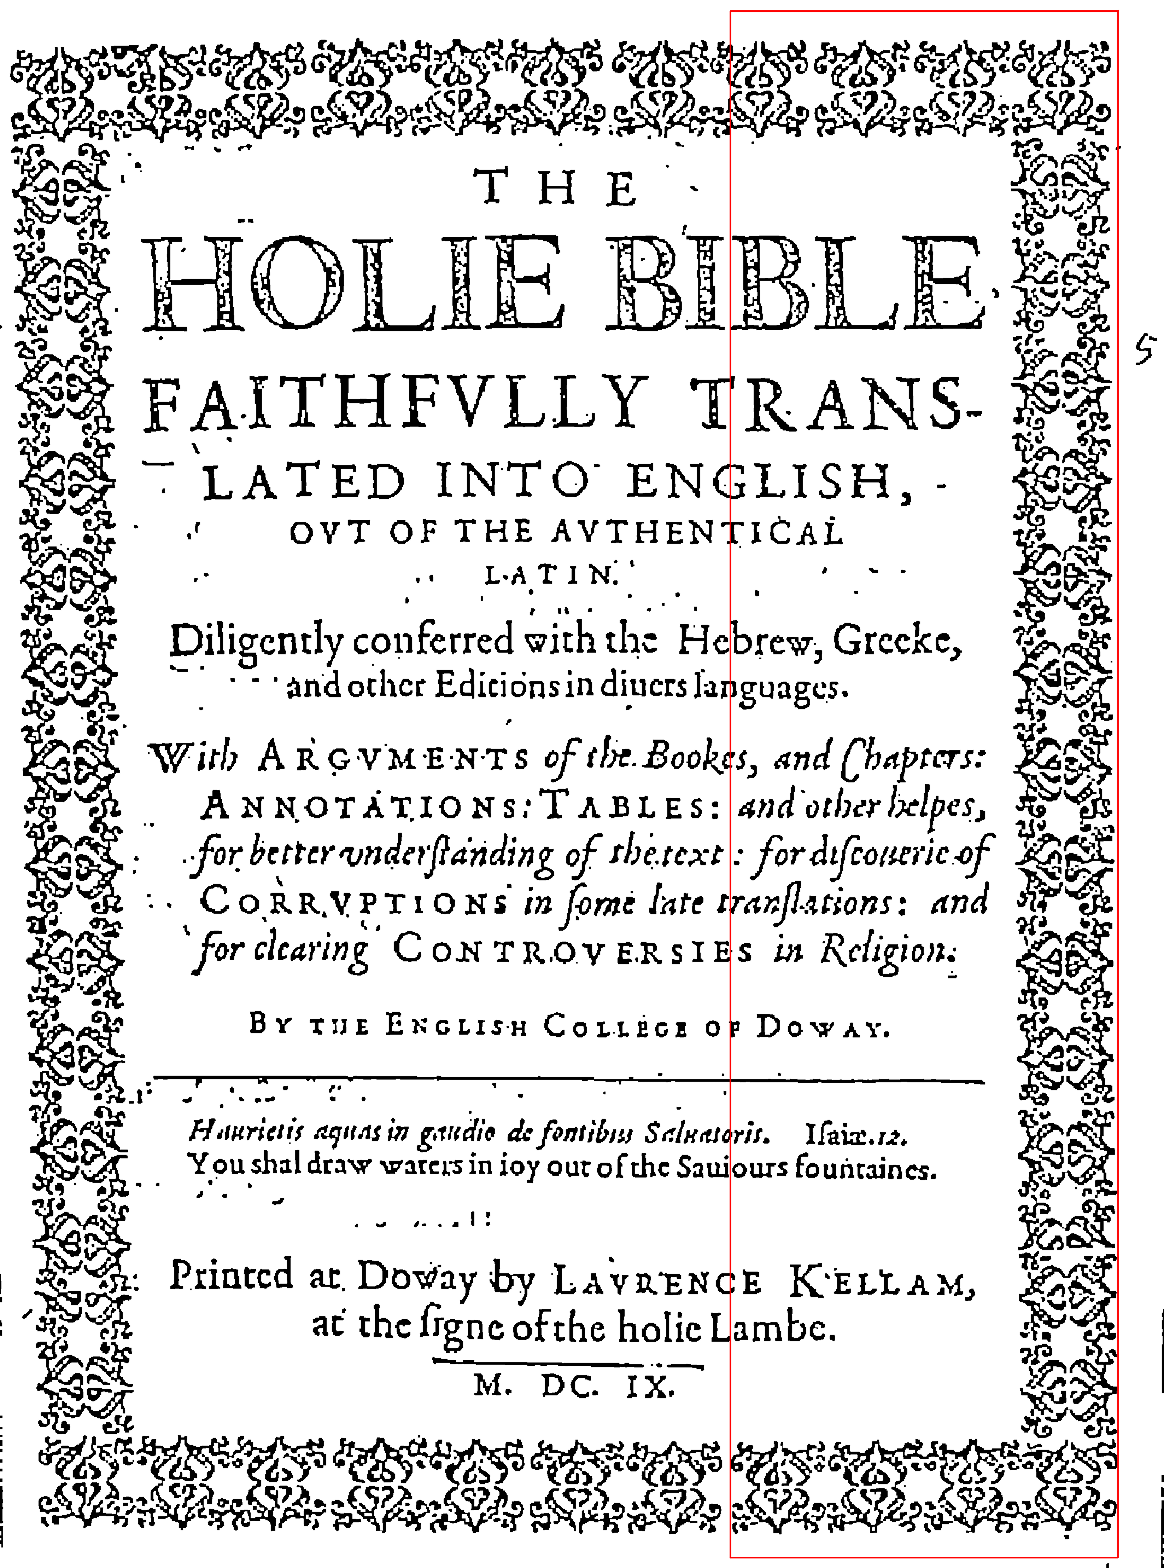 THE
HOLIE BIBLE
FAITHFVLLY TRANS-
LATED INTO ENGLISH,
OVT OF THE AVTHENTICAL
LATIN.
Diligently conferred with the Hebrew, Greeke,
and other Editions in diuers languages.
With ARGVMENTS of the Bookes, and Chapters:
ANNOTATIONS: TABLES: and other helpes,
for better vnderſtanding of the text: for diſcouerie of
CORRVPTIONS in ſome late tranſlations: and
for clearing CONTROVERSIES in Religion.
BY THE ENGLISH COLLEGE OF DOWAY.
Haurietis aquas in gaudio de fontibus Saluatoris. Iſaiæ.12.
You shal draw waters in ioy out of the Sauiours fountaines.
Printed at Doway by LAVRENCE KELLAM,
at the ſigne of the holie Lambe.
M. DC. IX.
5